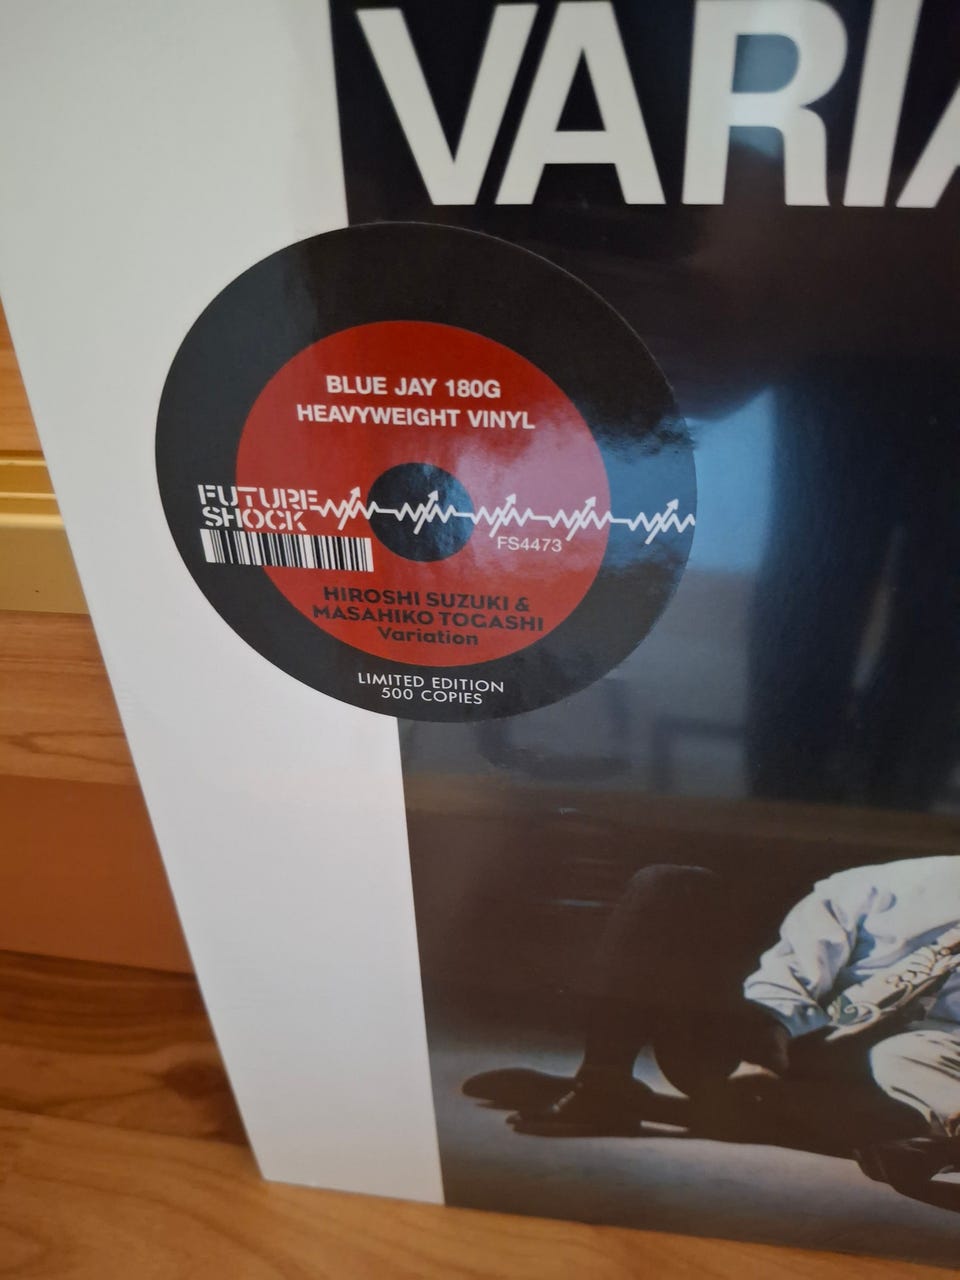 VARIA
BLUE JAY 180G
HEAVYWEIGHT VINYL
FUTURE
SHOCK
FS4473
HIROSHI SUZUKI &
MASAHIKO TOGASHI
Variation
LIMITED EDITION
500 COPIES